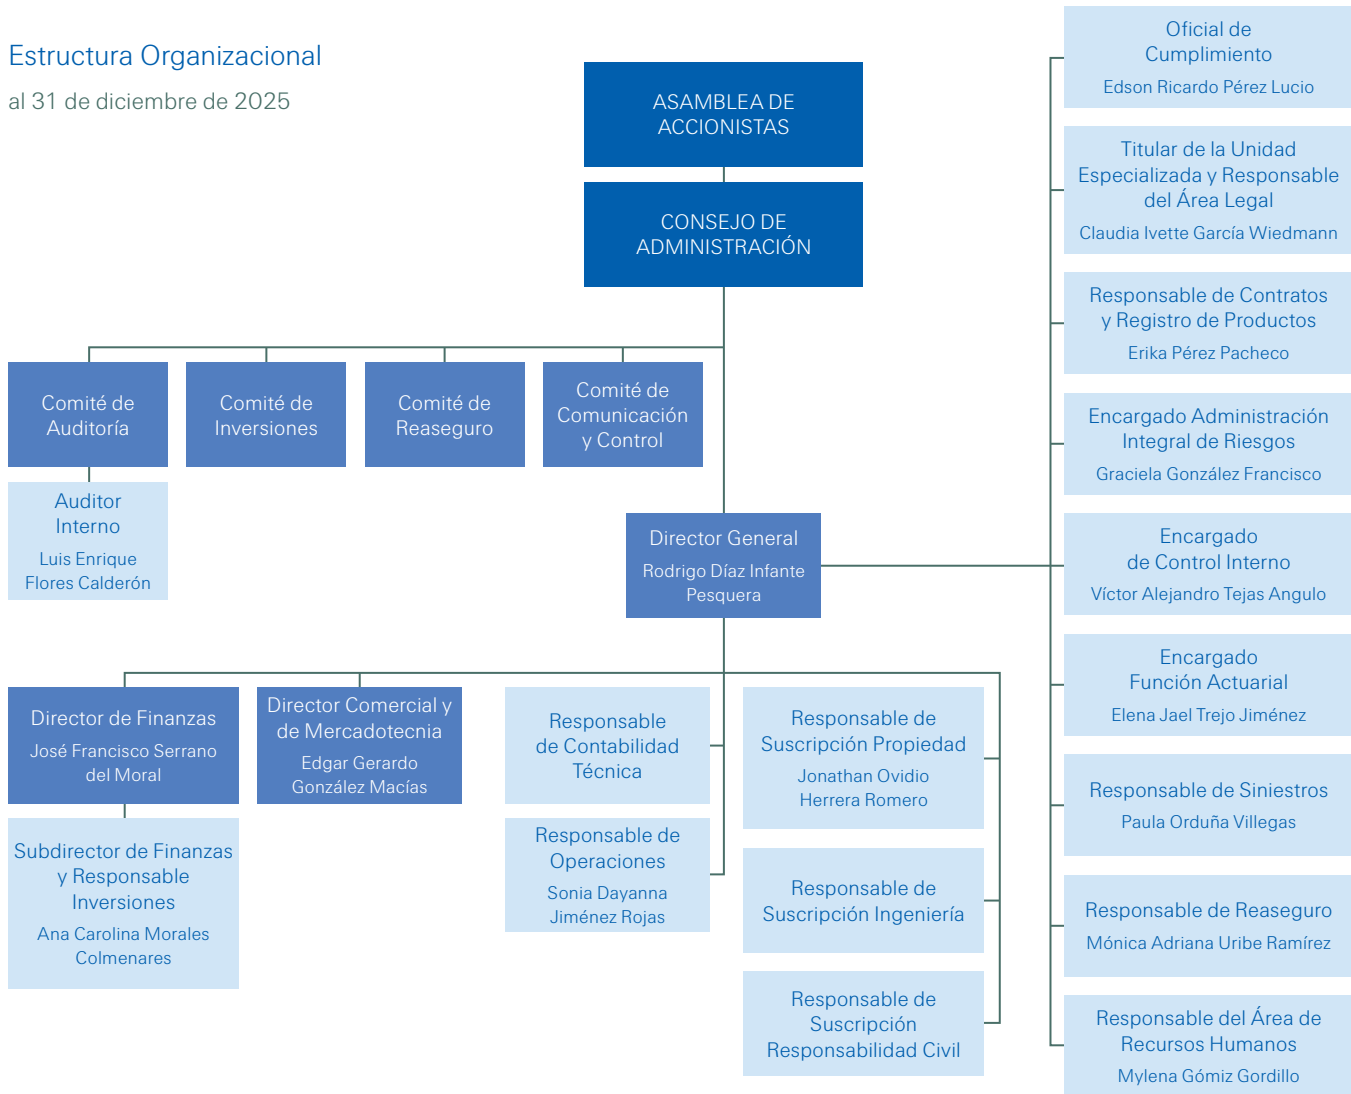 Estructura Organizacional
al 31 de diciembre de 2025
ASAMBLEA DE
ACCIONISTAS
CONSEJO DE
ADMINISTRACIÓN
Comité de
Auditoría
Comité de
Inversiones
Comité de
Reaseguro
Comité de
Comunicación
y Control
Auditor
Interno
Luis Enrique
Flores Calderón
Director General
Rodrigo Díaz Infante
Pesquera
Director de Finanzas
José Francisco Serrano
del Moral
Subdirector de Finanzas
y Responsable
Inversiones
Ana Carolina Morales
Colmenares
Director Comercial y
de Mercadotecnia
Edgar Gerardo
González Macías
Responsable
de Contabilidad
Técnica
Responsable de
Operaciones
Sonia Dayanna
Jiménez Rojas
Responsable de
Suscripción Propiedad
Jonathan Ovidio
Herrera Romero
Responsable de
Suscripción Ingeniería
Responsable de
Suscripción
Responsabilidad Civil
Oficial de
Cumplimiento
Edson Ricardo Pérez Lucio
Titular de la Unidad
Especializada y Responsable
del Área Legal
Claudia Ivette García Wiedmann
Responsable de Contratos
y Registro de Productos
Erika Pérez Pacheco
Encargado Administración
Integral de Riesgos
Graciela González Francisco
Encargado
de Control Interno
Víctor Alejandro Tejas Angulo
Encargado
Función Actuarial
Elena Jael Trejo Jiménez
Responsable de Siniestros
Paula Orduña Villegas
Responsable de Reaseguro
Mónica Adriana Uribe Ramírez
Responsable del Área de
Recursos Humanos
Mylena Gómiz Gordillo